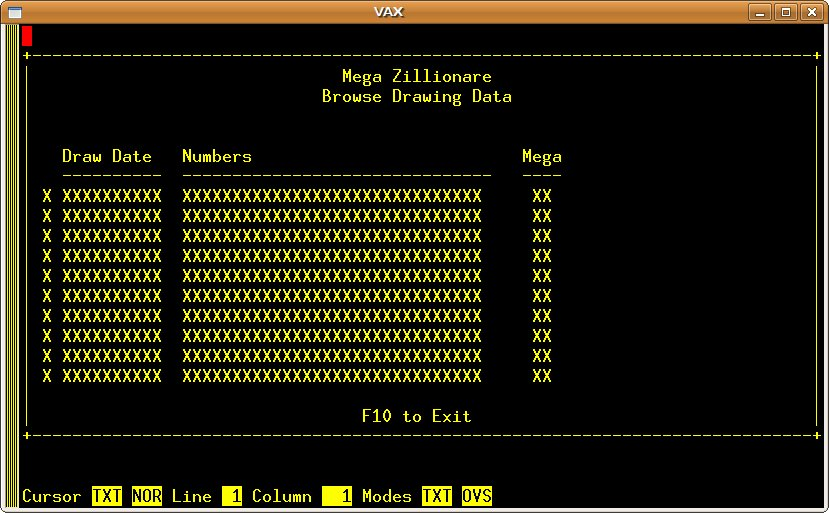 VAX
Mega Zillionare
Browse Drawing Data
Draw Date Numbers Mega
---------- ------------------------------- ----
X XXXXXXXXXX XXXXXXXXXXXXXXXXXXXXXXXXXXXXXX XX
X XXXXXXXXXX XXXXXXXXXXXXXXXXXXXXXXXXXXXXXX XX
X XXXXXXXXXX XXXXXXXXXXXXXXXXXXXXXXXXXXXXXX XX
X XXXXXXXXXX XXXXXXXXXXXXXXXXXXXXXXXXXXXXXX XX
X XXXXXXXXXX XXXXXXXXXXXXXXXXXXXXXXXXXXXXXX XX
X XXXXXXXXXX XXXXXXXXXXXXXXXXXXXXXXXXXXXXXX XX
X XXXXXXXXXX XXXXXXXXXXXXXXXXXXXXXXXXXXXXXX XX
X XXXXXXXXXX XXXXXXXXXXXXXXXXXXXXXXXXXXXXXX XX
X XXXXXXXXXX XXXXXXXXXXXXXXXXXXXXXXXXXXXXXX XX
X XXXXXXXXXX XXXXXXXXXXXXXXXXXXXXXXXXXXXXXX XX
F10 to Exit
Cursor TXT NOR Line 1 Column 1 Modes TXT OVS